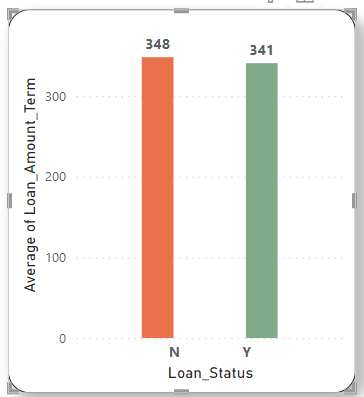 348
341
300
200
100
0
Average of Loan_Amount_Term
N
Y
Loan_Status